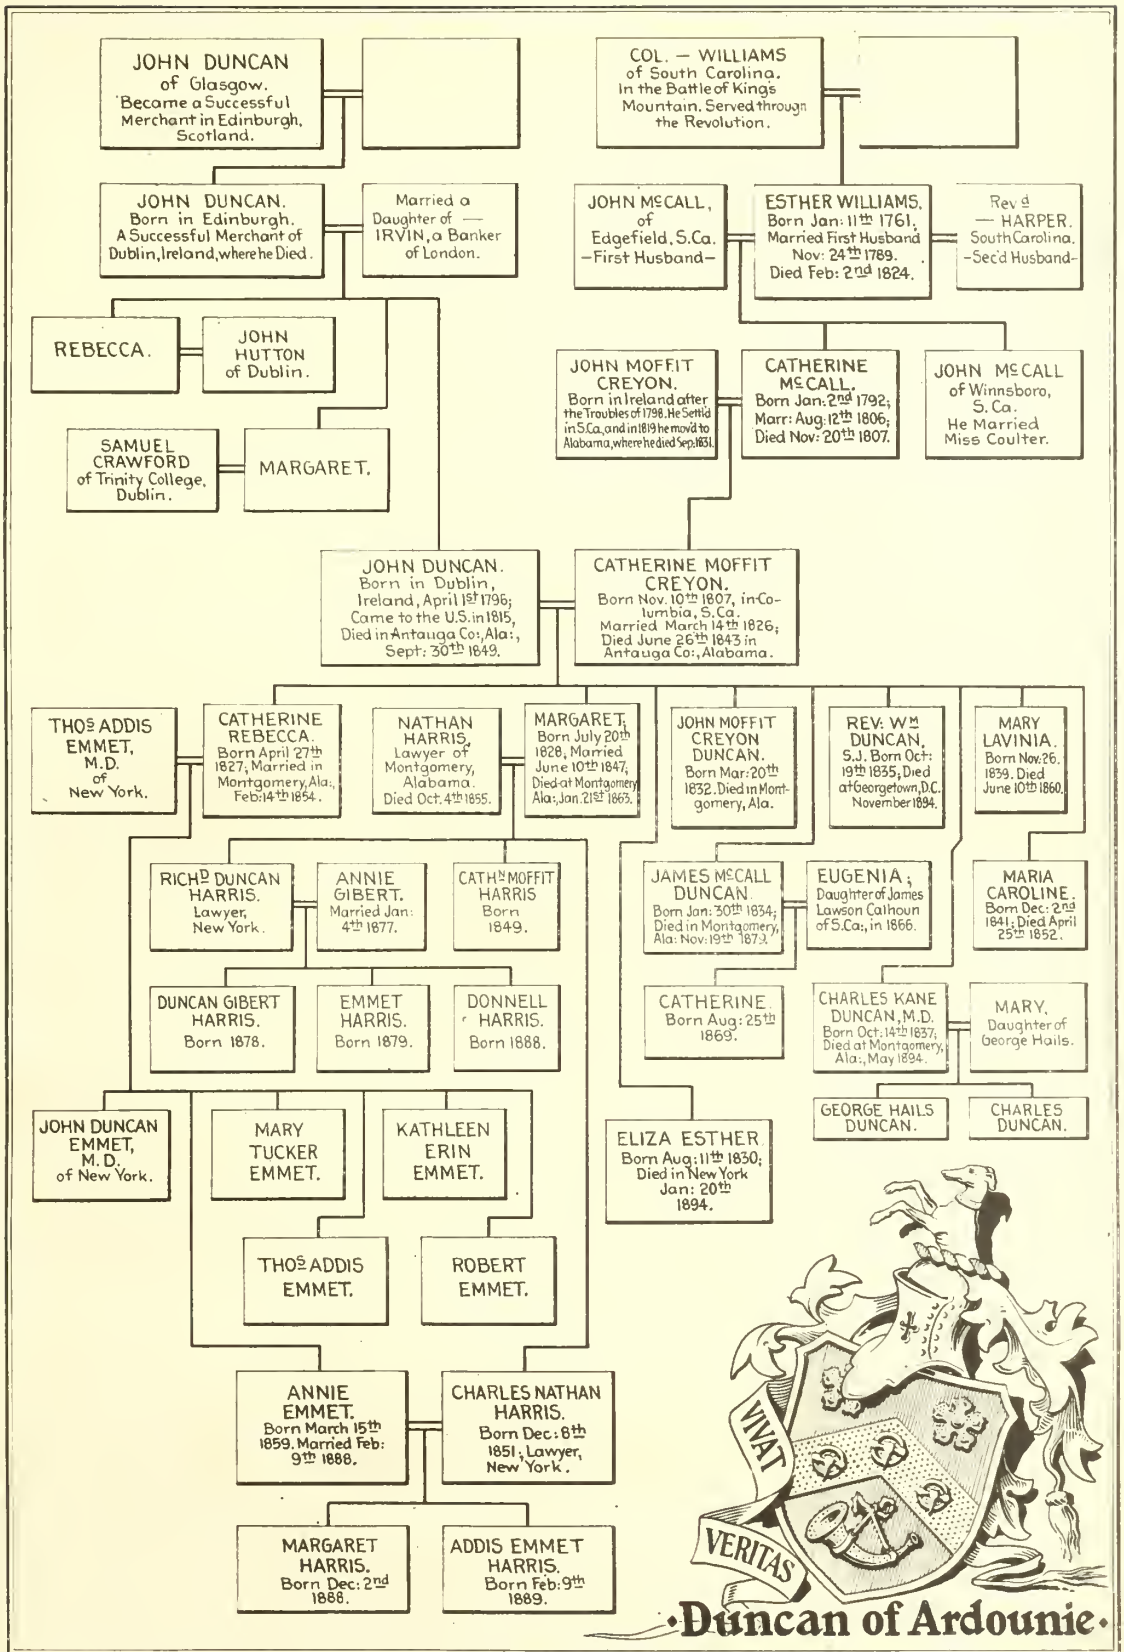 JOHN DUNCAN
of Glasgow.
Became a Successful
Merchant in Edinburgh,
Scotland.
COL. — WILLIAMS
of South Carolina.
In the Battle of King's
Mountain. Served through
the Revolution.
JOHN DUNCAN.
Born in Edinburgh.
A Successful Merchant of
Dublin, Ireland, where he Died.
Married a
Daughter of —
IRVIN, a Banker
of London.
JOHN McCALL,
of
Edgefield, S.Ca.
—First Husband—
ESTHER WILLIAMS.
Born Jan: 11th 1761.
Married First Husband
Nov: 24th 1789.
Died Feb: 2nd 1824.
Rev'd
— HARPER.
South Carolina.
—Sec'd Husband—
REBECCA.
JOHN
HUTTON
of Dublin.
SAMUEL
CRAWFORD
of Trinity College,
Dublin.
MARGARET.
JOHN MOFFIT
CREYON.
Born in Ireland after
the Troubles of 1798. He Settl'd
in S.Ca, and in 1819 he mov'd to
Alabama, where he died Sep: 1831.
CATHERINE
McCALL.
Born Jan: 2nd 1792;
Marr: Aug: 12th 1806;
Died Nov: 20th 1807.
JOHN McCALL
of Winnsboro,
S.Ca.
He Married
Miss Coulter.
JOHN DUNCAN.
Born in Dublin,
Ireland, April 1st 1796;
Came to the U.S. in 1815,
Died in Antauga Co:, Ala:,
Sept: 30th 1849.
CATHERINE MOFFIT
CREYON.
Born Nov. 10th 1807, in Co-
lumbia, S.Ca.
Married March 14th 1826;
Died June 26th 1843 in
Antauga Co:, Alabama.
THOS ADDIS
EMMET,
M.D.
of
New York.
CATHERINE
REBECCA.
Born April 27th
1827; Married in
Montgomery, Ala:,
Feb: 14th 1854.
NATHAN
HARRIS,
Lawyer of
Montgomery,
Alabama.
Died Oct. 4th 1855.
MARGARET;
Born July 20th
1828; Married
June 10th 1847;
Died at Montgomery
Ala:, Jan. 21st 1863.
JOHN MOFFIT
CREYON
DUNCAN.
Born Mar: 20th
1832. Died in Mont-
gomery, Ala.
REV: WM
DUNCAN,
S.J. Born Oct:
19th 1835; Died
at Georgetown, D.C.
November 1894.
MARY
LAVINIA.
Born Nov: 26.
1839. Died
June 10th 1860.
RICHD DUNCAN
HARRIS.
Lawyer,
New York.
ANNIE
GIBERT.
Married Jan:
4th 1877.
CATHN MOFFIT
HARRIS
Born
1849.
JAMES McCALL
DUNCAN.
Born Jan: 30th 1834;
Died in Montgomery,
Ala: Nov: 19th 1879.
EUGENIA;
Daughter of James
Lawson Calhoun
of S.Ca:, in 1866.
MARIA
CAROLINE.
Born Dec: 2nd
1841; Died April
25th 1852.
DUNCAN GIBERT
HARRIS.
Born 1878.
EMMET
HARRIS.
Born 1879.
DONNELL
HARRIS.
Born 1888.
CATHERINE.
Born Aug: 25th
1869.
CHARLES KANE
DUNCAN, M.D.
Born Oct: 14th 1837;
Died at Montgomery,
Ala:, May 1894.
MARY,
Daughter of
George Hails.
JOHN DUNCAN
EMMET,
M.D.
of New York.
MARY
TUCKER
EMMET.
KATHLEEN
ERIN
EMMET.
ELIZA ESTHER
Born Aug: 11th 1830;
Died in New York
Jan: 20th
1894.
GEORGE HAILS
DUNCAN.
CHARLES
DUNCAN.
THOS ADDIS
EMMET.
ROBERT
EMMET.
ANNIE
EMMET.
Born March 15th
1859. Married Feb:
9th 1888.
CHARLES NATHAN
HARRIS.
Born Dec: 8th
1851; Lawyer,
New York.
MARGARET
HARRIS.
Born Dec: 2nd
1888.
ADDIS EMMET
HARRIS.
Born Feb: 9th
1889.
VIVAT
VERITAS
·Duncan of Ardounie·